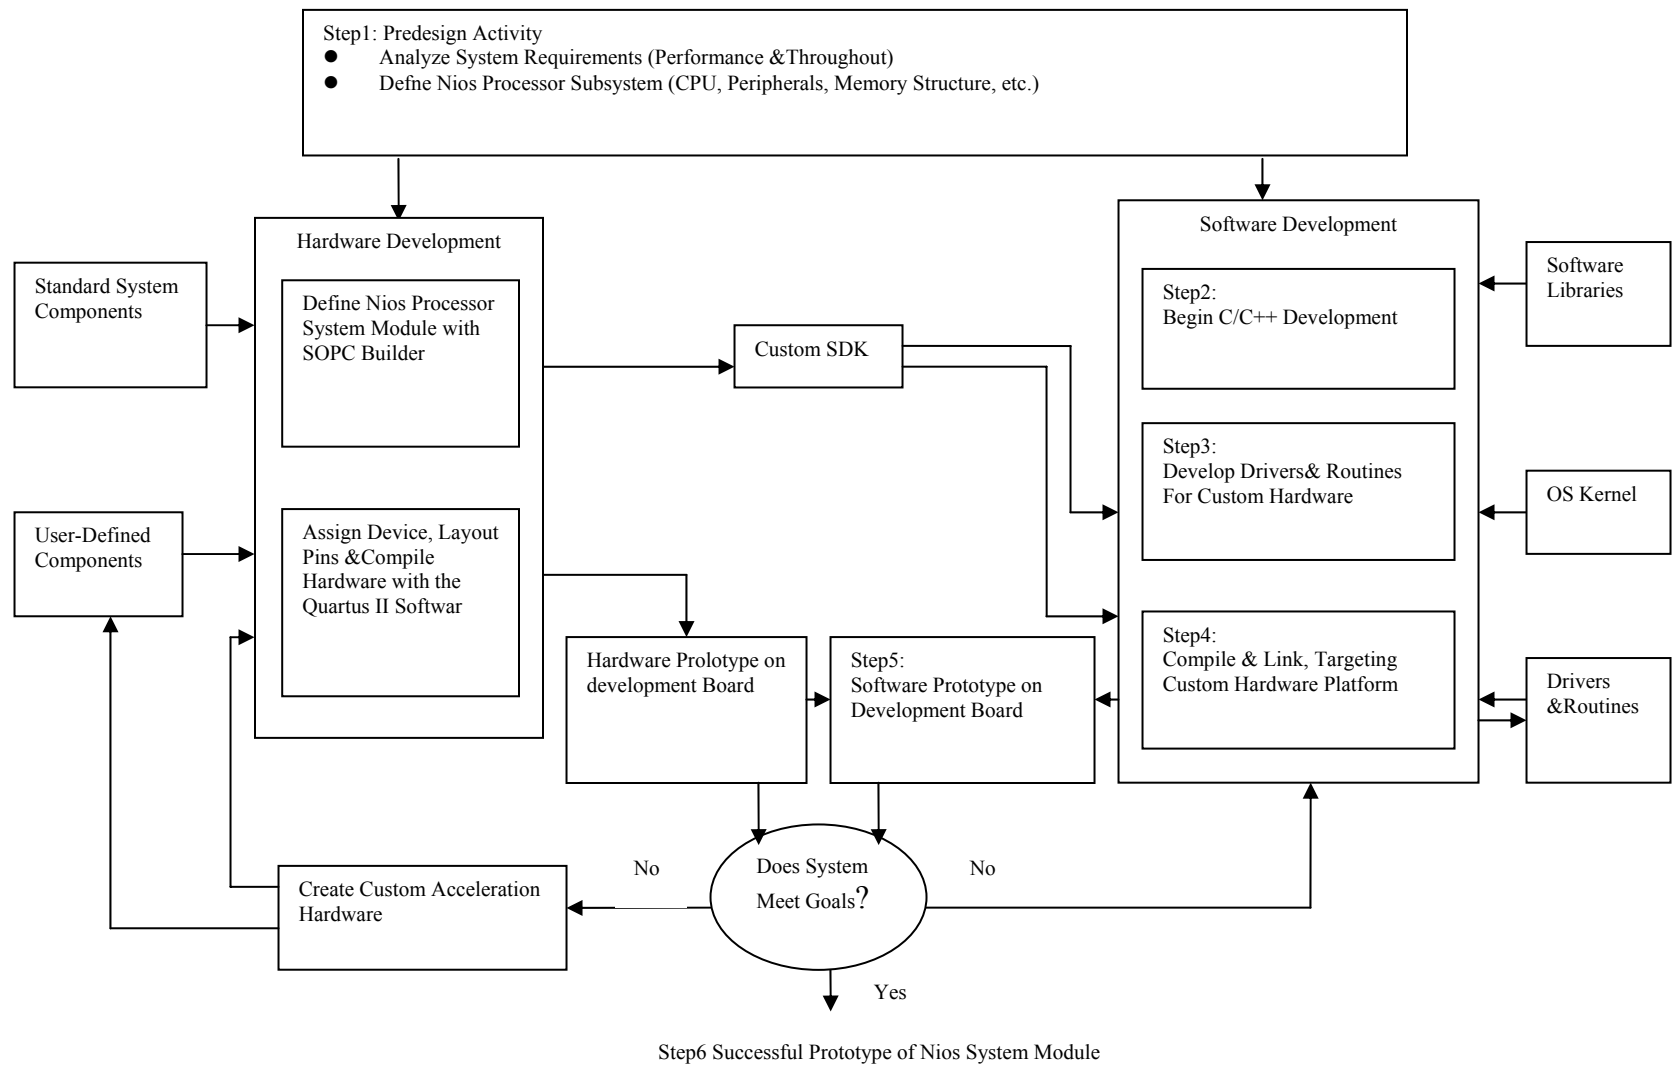 Step1: Predesign Activity
● Analyze System Requirements (Performance &Throughout)
● Defne Nios Processor Subsystem (CPU, Peripherals, Memory Structure, etc.)
Hardware Development
Software Development
Standard System
Components
Define Nios Processor
System Module with
SOPC Builder
Custom SDK
Step2:
Begin C/C++ Development
Software
Libraries
Step3:
Develop Drivers& Routines
For Custom Hardware
OS Kernel
User-Defined
Components
Assign Device, Layout
Pins &Compile
Hardware with the
Quartus II Softwar
Hardware Prolotype on
development Board
Step5:
Software Prototype on
Development Board
Step4:
Compile & Link, Targeting
Custom Hardware Platform
Drivers
&Routines
No
Does System
Meet Goals?
No
Create Custom Acceleration
Hardware
Yes
Step6 Successful Prototype of Nios System Module